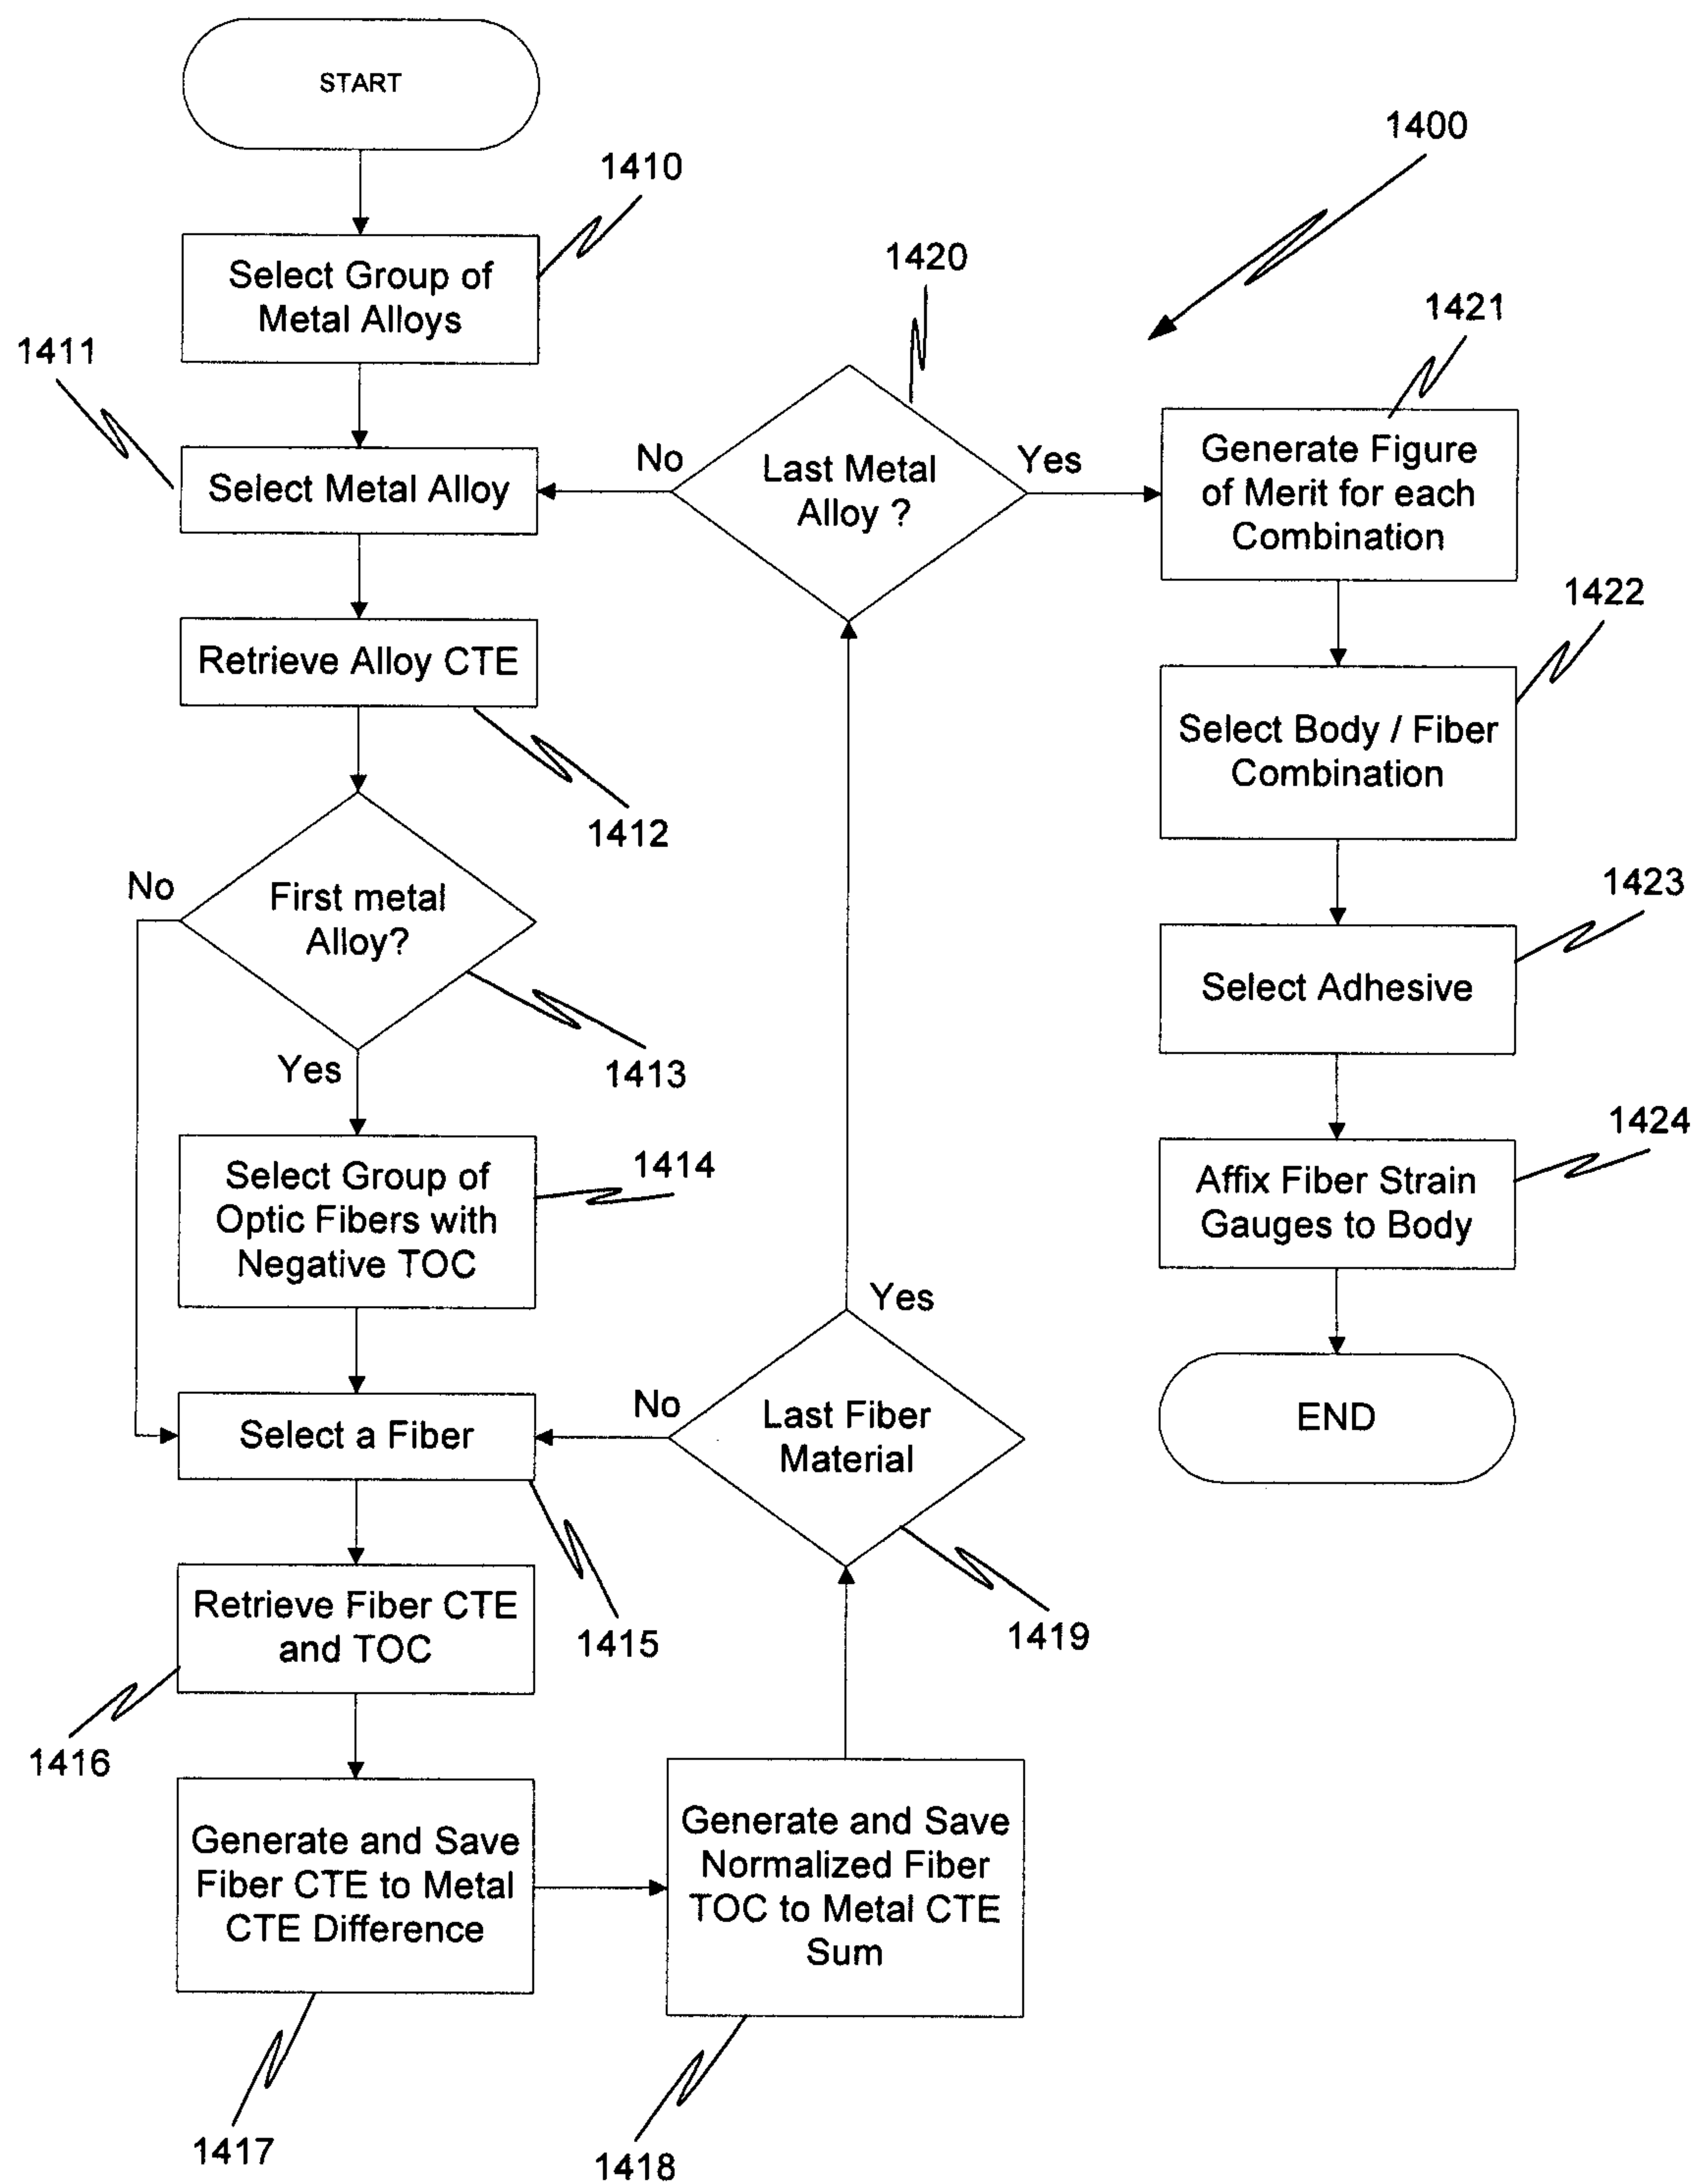 START
1410
Select Group of
Metal Alloys
1411
Select Metal Alloy
Retrieve Alloy CTE
1412
First metal
Alloy?
No
Yes
1413
Select Group of
Optic Fibers with
Negative TOC
1414
Select a Fiber
1415
Retrieve Fiber CTE
and TOC
1416
Generate and Save
Fiber CTE to Metal
CTE Difference
1417
Generate and Save
Normalized Fiber
TOC to Metal CTE
Sum
1418
Last Fiber
Material
No
Yes
1419
Last Metal
Alloy ?
No
Yes
1420
1400
1421
Generate Figure
of Merit for each
Combination
1422
Select Body / Fiber
Combination
1423
Select Adhesive
1424
Affix Fiber Strain
Gauges to Body
END